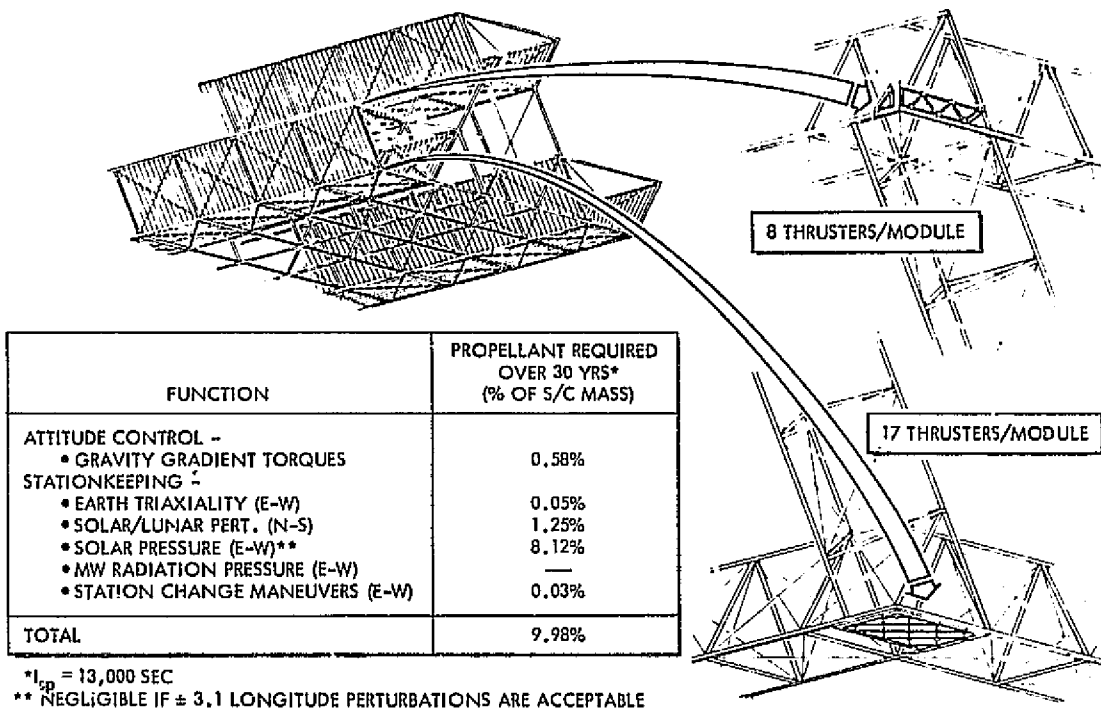 8 THRUSTERS/MODULE
17 THRUSTERS/MODULE
FUNCTION
PROPELLANT REQUIRED
OVER 30 YRS*
(% OF S/C MASS)
ATTITUDE CONTROL -
• GRAVITY GRADIENT TORQUES 0.58%
STATIONKEEPING -
• EARTH TRIAXIALITY (E-W) 0.05%
• SOLAR/LUNAR PERT. (N-S) 1.25%
• SOLAR PRESSURE (E-W)** 8.12%
• MW RADIATION PRESSURE (E-W) —
• STATION CHANGE MANEUVERS (E-W) 0.03%
TOTAL 9.98%
*Isp = 13,000 SEC
** NEGLIGIBLE IF ± 3.1 LONGITUDE PERTURBATIONS ARE ACCEPTABLE